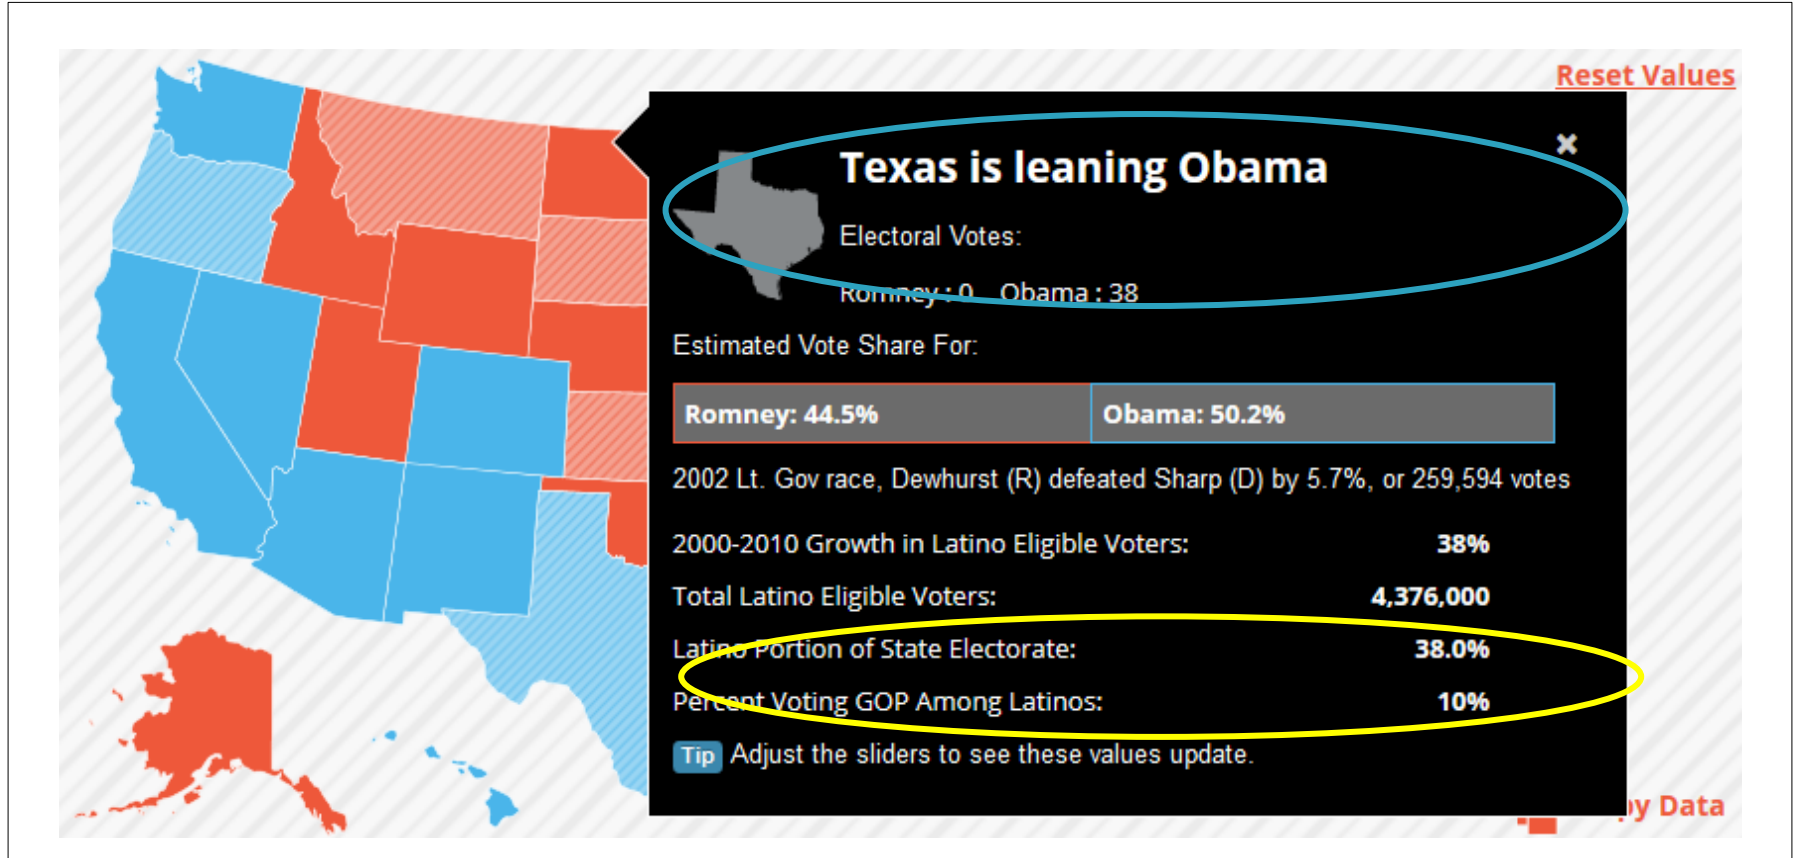 Reset Values
Texas is leaning Obama
Electoral Votes:
Romney : 0 Obama : 38
Estimated Vote Share For:
Romney: 44.5% Obama: 50.2%
2002 Lt. Gov race, Dewhurst (R) defeated Sharp (D) by 5.7%, or 259,594 votes
2000-2010 Growth in Latino Eligible Voters: 38%
Total Latino Eligible Voters: 4,376,000
Latino Portion of State Electorate: 38.0%
Percent Voting GOP Among Latinos: 10%
Tip Adjust the sliders to see these values update.
Data